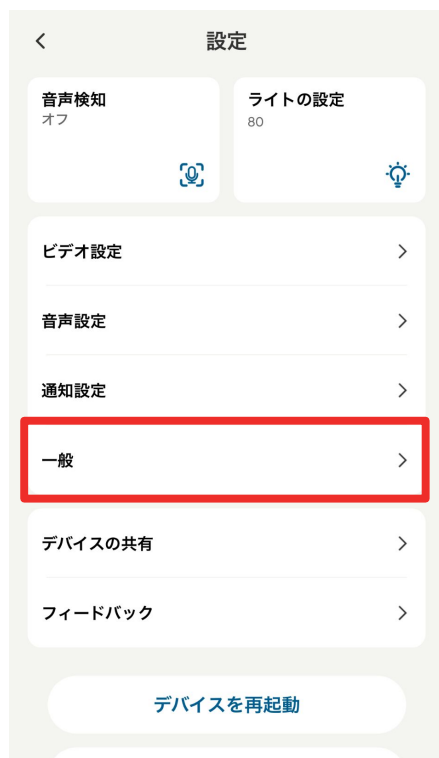 設定
音声検知
オフ
ライトの設定
80
ビデオ設定
音声設定
通知設定
一般
デバイスの共有
フィードバック
デバイスを再起動